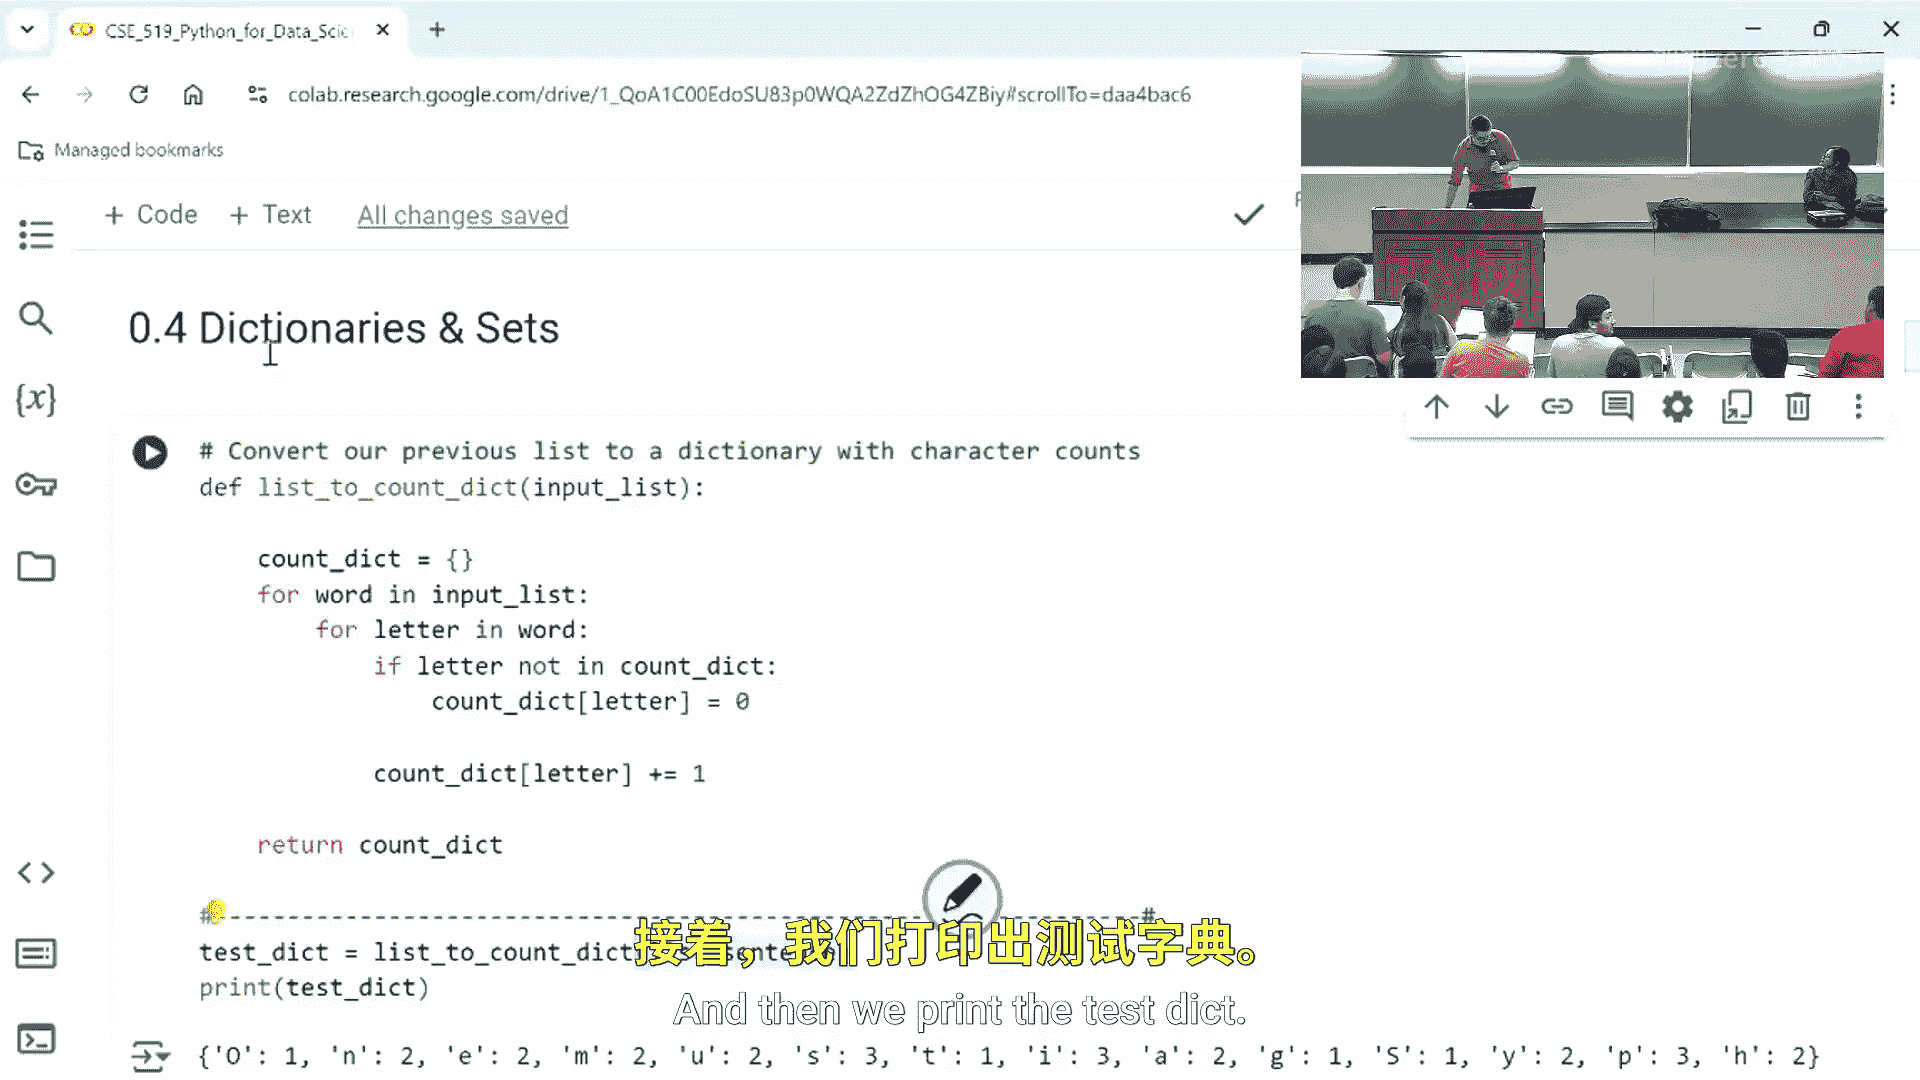 CSE_519_Python_for_Data_Scie
colab.research.google.com/drive/1_QoA1C00EdoSU83p0WQA2ZdZhOG4ZBiy#scrollTo=daa4bac6
Managed bookmarks
+ Code + Text All changes saved
0.4 Dictionaries & Sets
# Convert our previous list to a dictionary with character counts
def list_to_count_dict(input_list):
count_dict = {}
for word in input_list:
for letter in word:
if letter not in count_dict:
count_dict[letter] = 0
count_dict[letter] += 1
return count_dict
#----------------------------------------------------------------#
test_dict = list_to_count_dict
print(test_dict)
接着，我们打印出测试字典。
And then we print the test dict.
{'O': 1, 'n': 2, 'e': 2, 'm': 2, 'u': 2, 's': 3, 't': 1, 'i': 3, 'a': 2, 'g': 1, 'S': 1, 'y': 2, 'p': 3, 'h': 2}